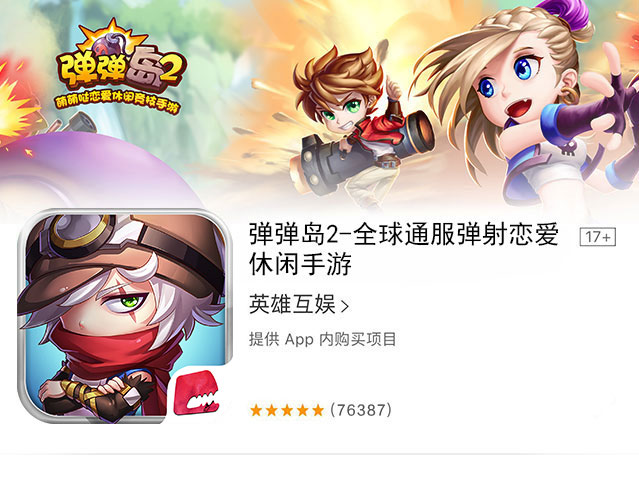 弹弹岛2
萌萌哒恋爱休闲竞技手游
弹弹岛2-全球通服弹射恋爱
休闲手游
17+
英雄互娱
提供 App 内购买项目
(76387)